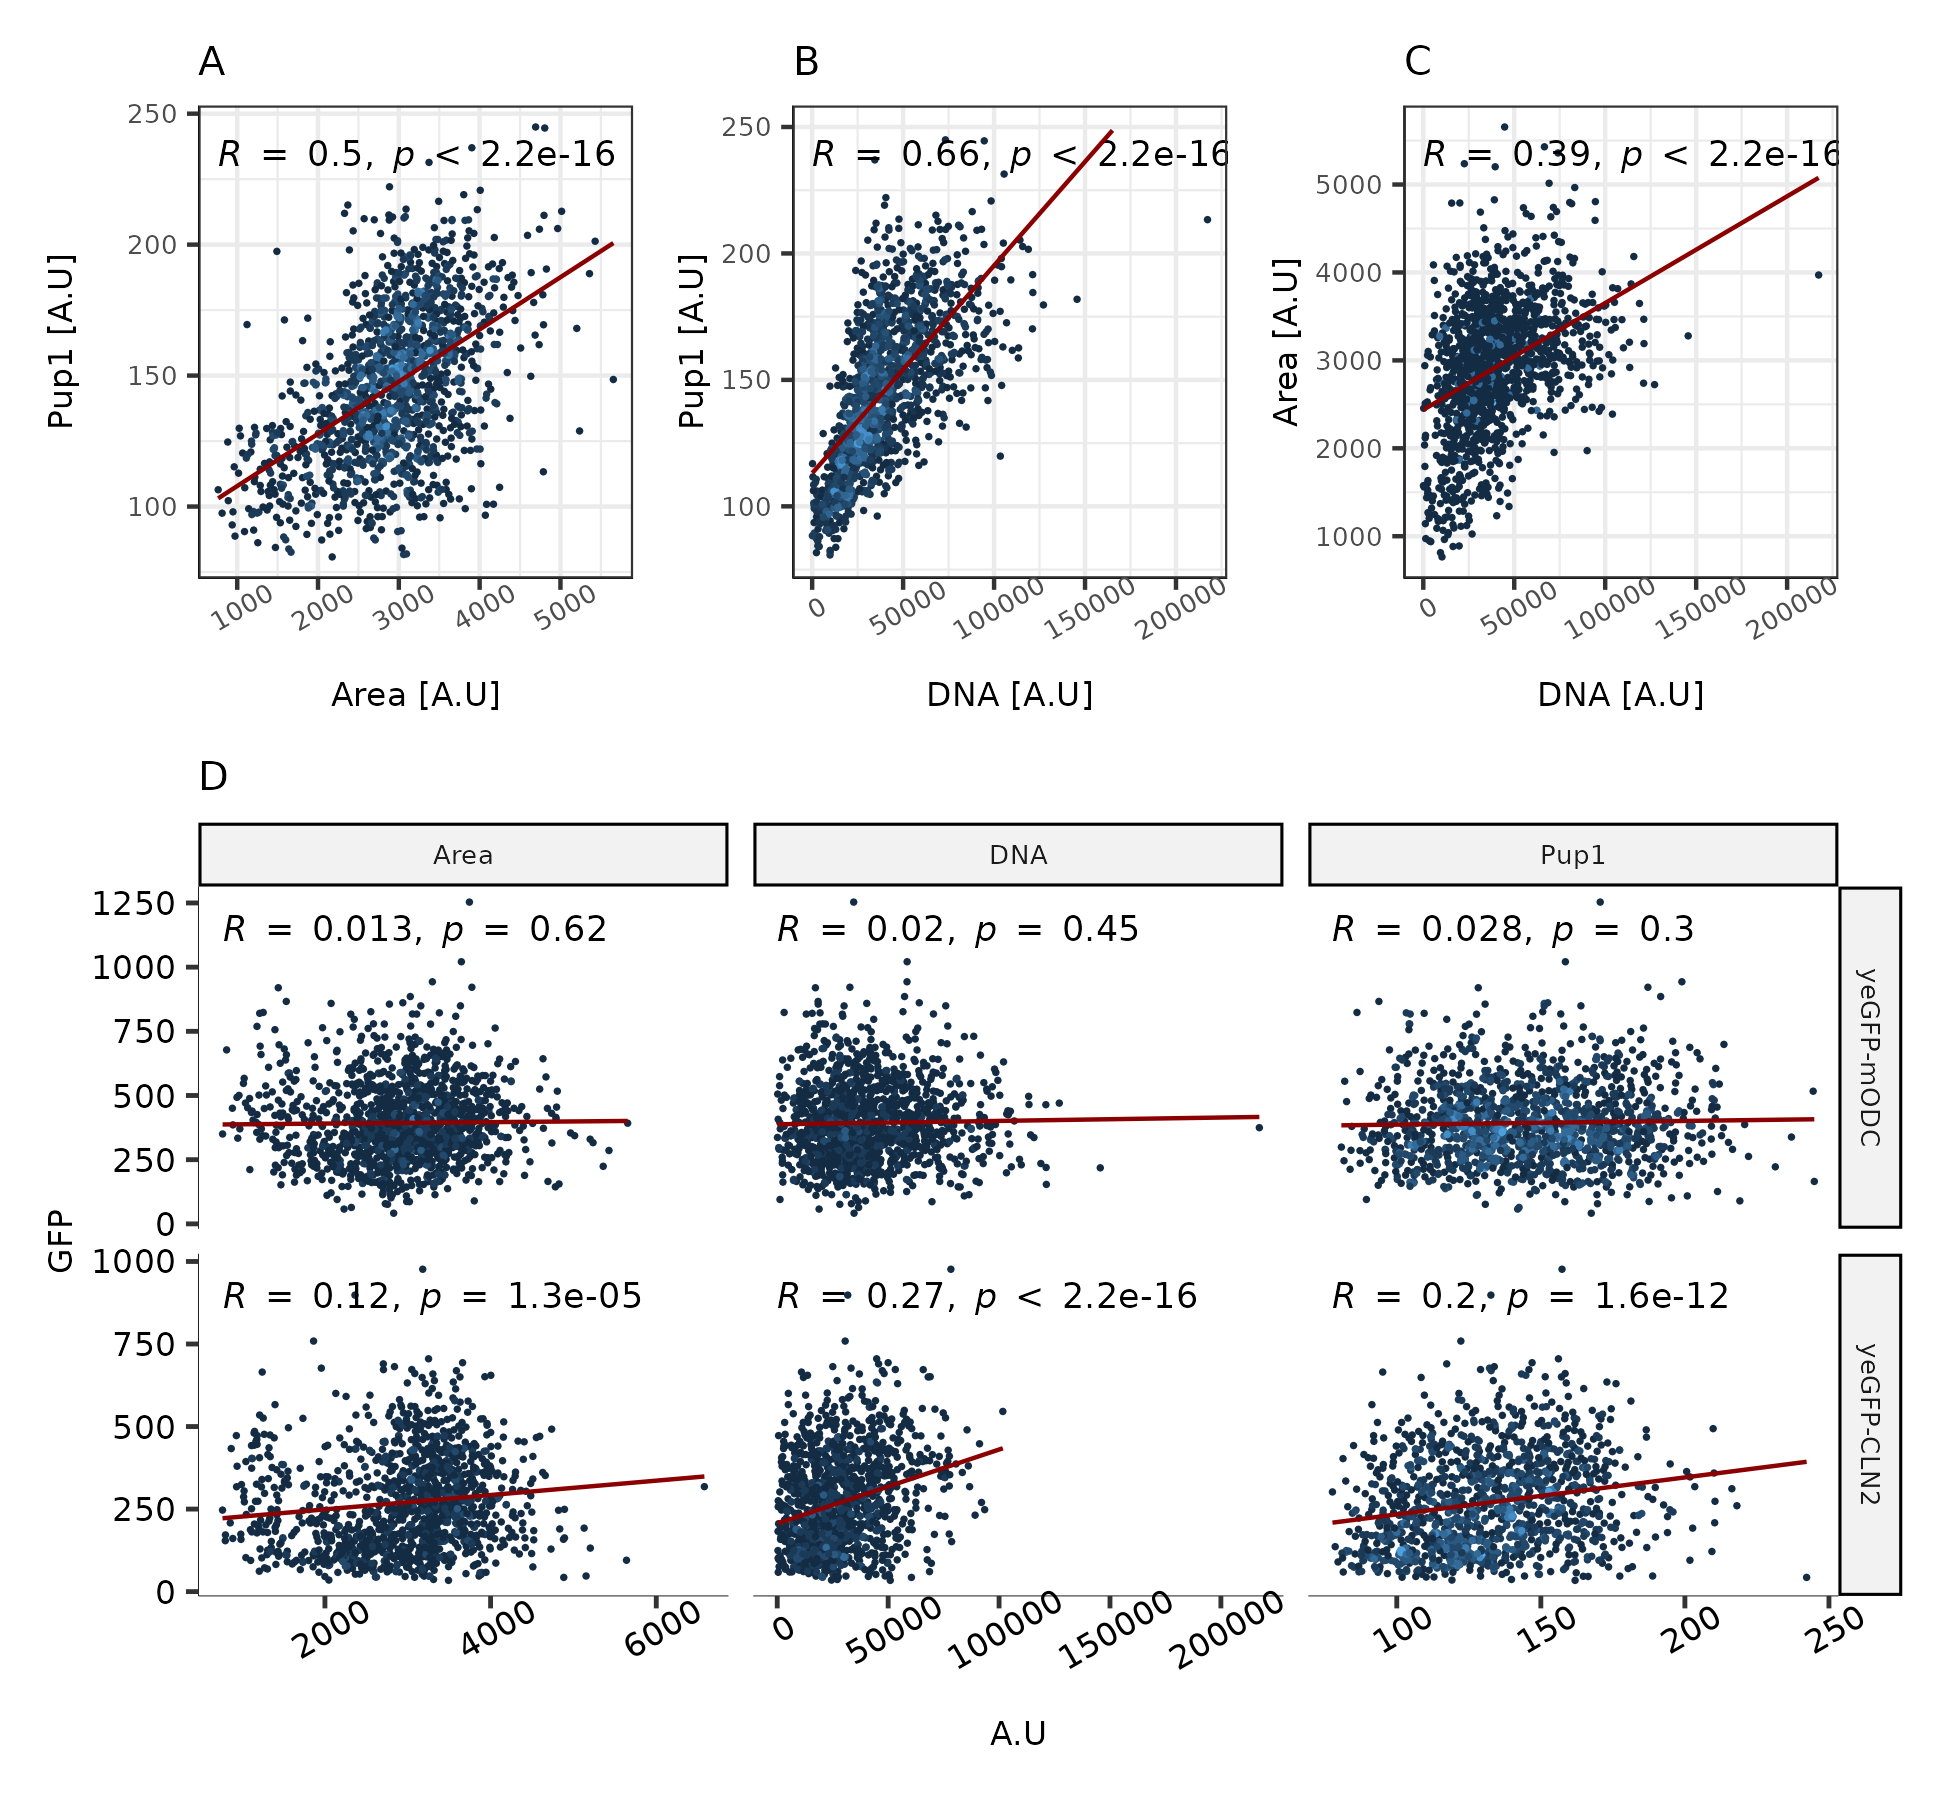 A
B
C
250
200
150
100
Pup1 [A.U]
R = 0.5, p < 2.2e-16
1000 2000 3000 4000 5000
Area [A.U]
250
200
150
100
Pup1 [A.U]
R = 0.66, p < 2.2e-16
0 50000 100000 150000 200000
DNA [A.U]
5000
4000
3000
2000
1000
Area [A.U]
R = 0.39, p < 2.2e-16
0 50000 100000 150000 200000
DNA [A.U]
D
Area
DNA
Pup1
1250
1000
750
500
250
0
R = 0.013, p = 0.62
R = 0.02, p = 0.45
R = 0.028, p = 0.3
yeGFP-mODC
GFP
1000
750
500
250
0
R = 0.12, p = 1.3e-05
R = 0.27, p < 2.2e-16
R = 0.2, p = 1.6e-12
yeGFP-CLN2
2000 4000 6000
0 50000 100000 150000 200000
100 150 200 250
A.U